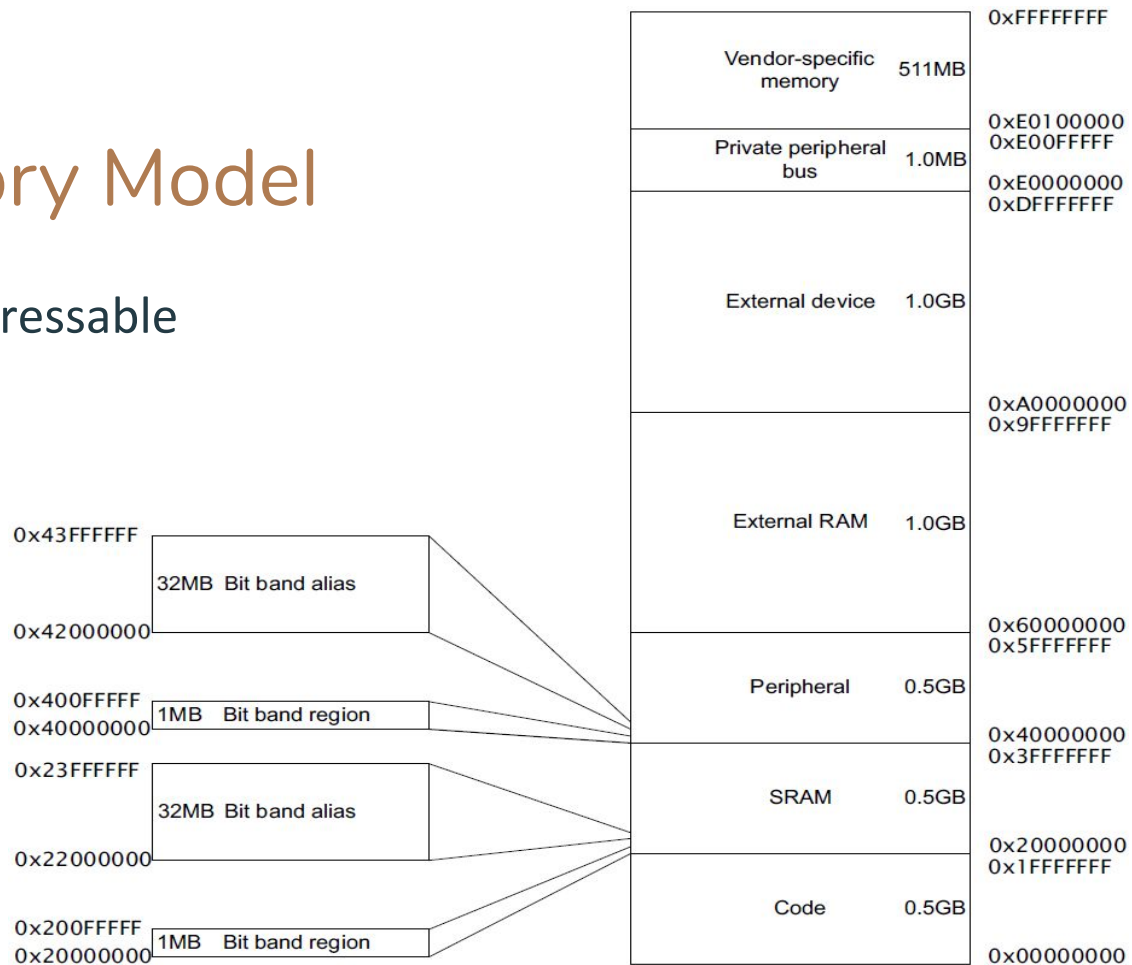 ory Model
ressable
0xFFFFFFFF
Vendor-specific
memory
511MB
0xE0100000
0xE00FFFFF
Private peripheral
bus
1.0MB
0xE0000000
0xDFFFFFFF
External device
1.0GB
0xA0000000
0x9FFFFFFF
External RAM
1.0GB
0x60000000
0x5FFFFFFF
Peripheral
0.5GB
0x40000000
0x3FFFFFFF
SRAM
0.5GB
0x20000000
0x1FFFFFFF
Code
0.5GB
0x00000000
0x43FFFFFF
32MB Bit band alias
0x42000000
0x400FFFFF
1MB Bit band region
0x40000000
0x23FFFFFF
32MB Bit band alias
0x22000000
0x200FFFFF
1MB Bit band region
0x20000000